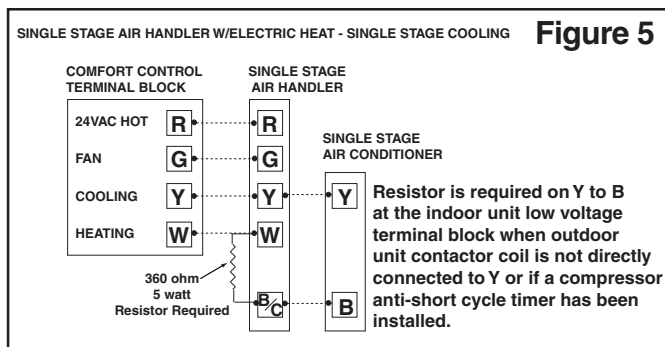 SINGLE STAGE AIR HANDLER W/ELECTRIC HEAT - SINGLE STAGE COOLING
Figure 5
COMFORT CONTROL
TERMINAL BLOCK
SINGLE STAGE
AIR HANDLER
24VAC HOT R R
SINGLE STAGE
AIR CONDITIONER
FAN G G
COOLING Y Y Y
HEATING W W
360 ohm
5 watt
Resistor Required
B/C B
Resistor is required on Y to B
at the indoor unit low voltage
terminal block when outdoor
unit contactor coil is not directly
connected to Y or if a compressor
anti-short cycle timer has been
installed.